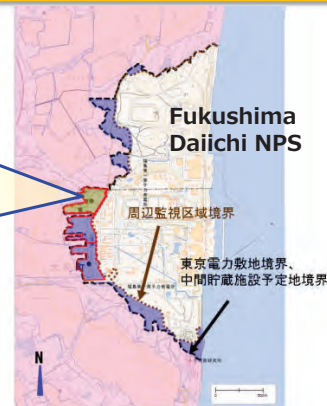 Fukushima
Daiichi NPS
周辺監視区域境界
東京電力敷地境界、
中間貯蔵施設予定地境界
N